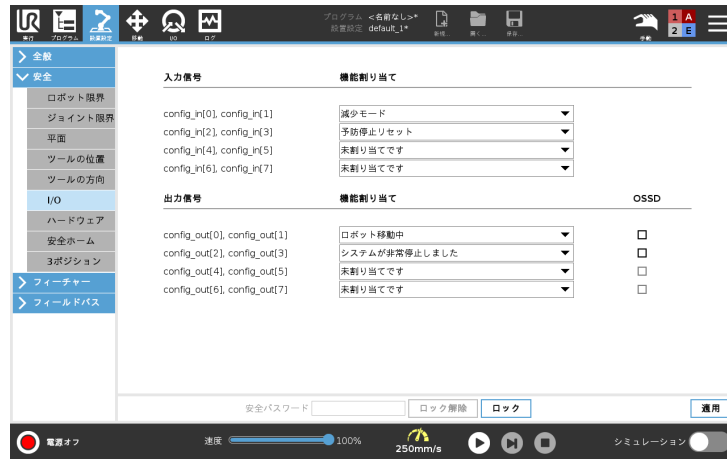 UR
実行 プログラム 設置設定 移動 I/O ログ
プログラム <名前なし>*
設置設定 default_1*
新規... 開く... 保存...
手動
1 A
2 E
全般
安全
ロボット限界
ジョイント限界
平面
ツールの位置
ツールの方向
I/O
ハードウェア
安全ホーム
3ポジション
フィーチャー
フィールドバス
入力信号 機能割り当て
config_in[0], config_in[1] 減少モード
config_in[2], config_in[3] 予防停止リセット
config_in[4], config_in[5] 未割り当てです
config_in[6], config_in[7] 未割り当てです
出力信号 機能割り当て OSSD
config_out[0], config_out[1] ロボット移動中
config_out[2], config_out[3] システムが非常停止しました
config_out[4], config_out[5] 未割り当てです
config_out[6], config_out[7] 未割り当てです
安全パスワード ロック解除 ロック 適用
電源オフ 速度 100% 250mm/s シミュレーション